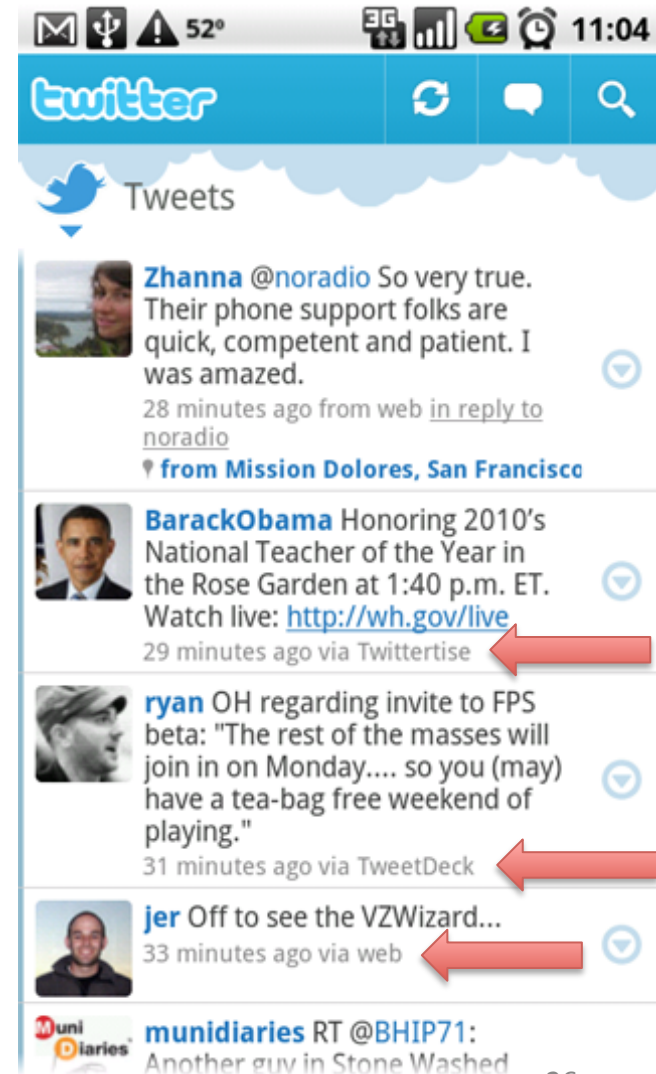 52° 3G 11:04
twitter
Tweets
Zhanna @noradio So very true.
Their phone support folks are
quick, competent and patient. I
was amazed.
28 minutes ago from web in reply to
noradio
from Mission Dolores, San Francisco
BarackObama Honoring 2010's
National Teacher of the Year in
the Rose Garden at 1:40 p.m. ET.
Watch live: http://wh.gov/live
29 minutes ago via Twittertise
ryan OH regarding invite to FPS
beta: "The rest of the masses will
join in on Monday.... so you (may)
have a tea-bag free weekend of
playing."
31 minutes ago via TweetDeck
jer Off to see the VZWizard...
33 minutes ago via web
Muni
Diaries
munidiaries RT @BHIP71:
Another guy in Stone Washed